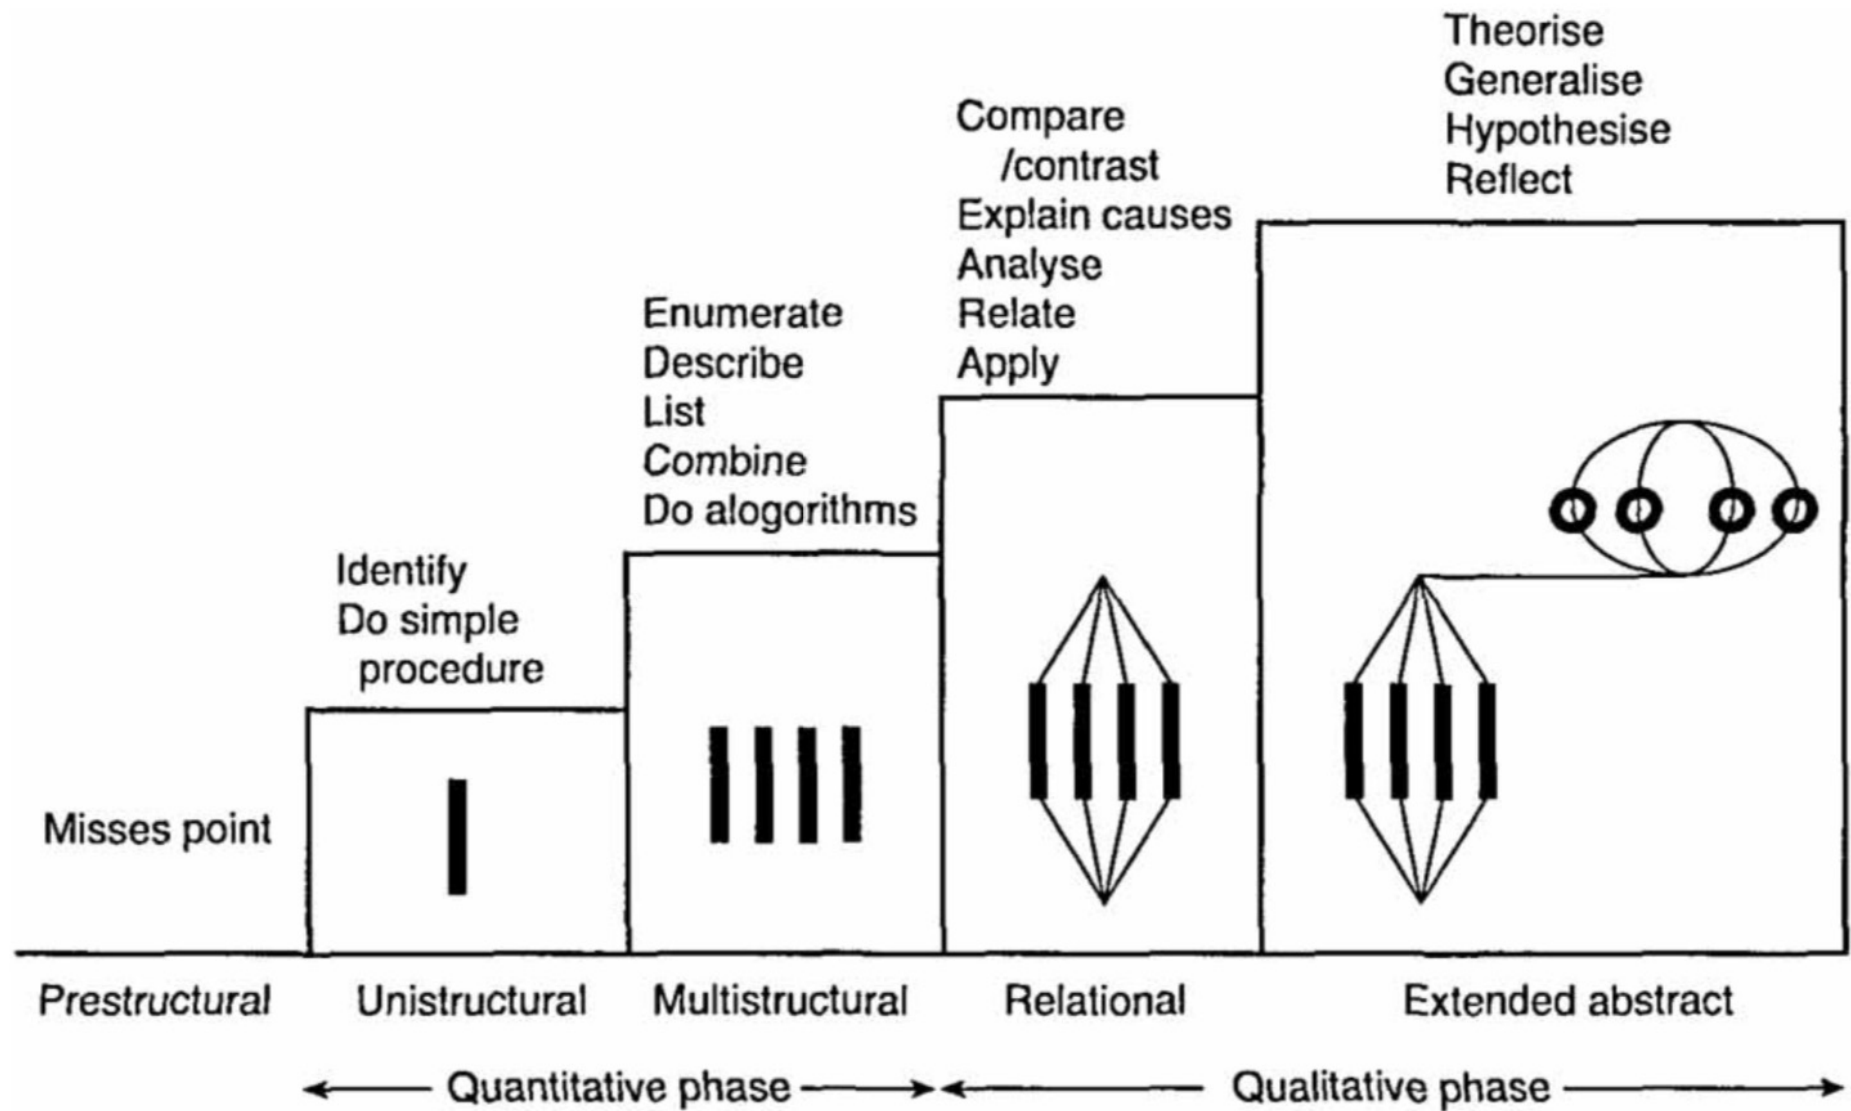 Theorise
Generalise
Hypothesise
Reflect
Compare
/contrast
Explain causes
Analyse
Relate
Apply
Enumerate
Describe
List
Combine
Do alogorithms
Identify
Do simple
procedure
Misses point
Prestructural
Unistructural
Multistructural
Relational
Extended abstract
Quantitative phase
Qualitative phase